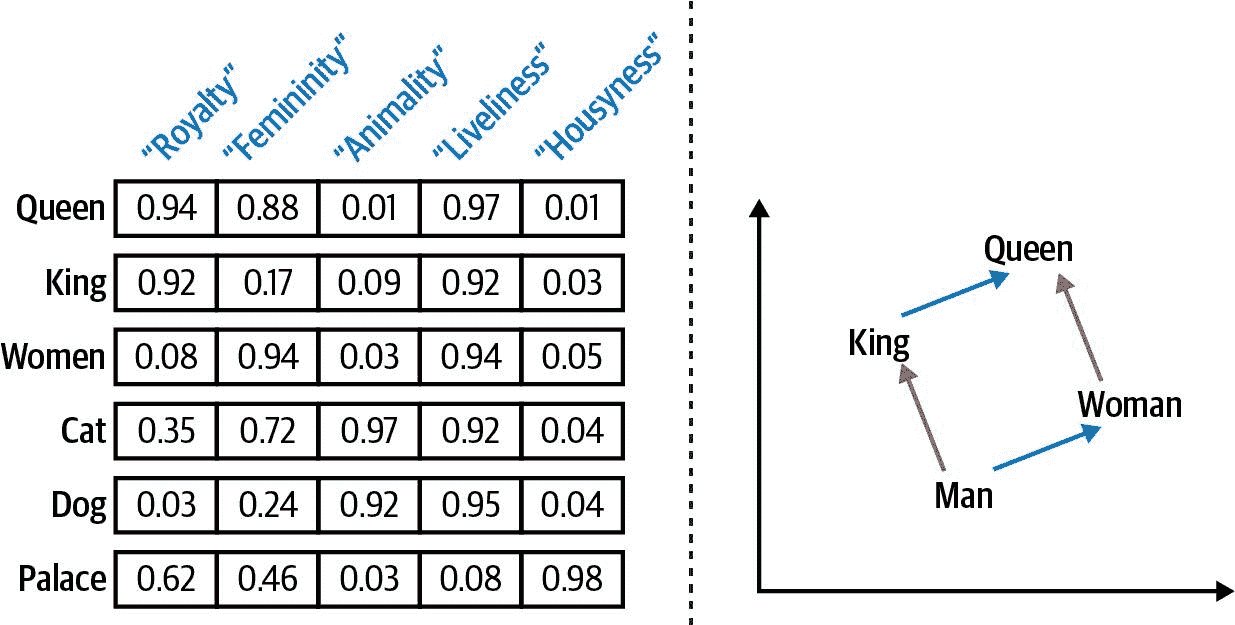 "Royalty" "Femininity" "Animality" "Liveliness" "Housyness"
Queen 0.94 0.88 0.01 0.97 0.01
King 0.92 0.17 0.09 0.92 0.03
Women 0.08 0.94 0.03 0.94 0.05
Cat 0.35 0.72 0.97 0.92 0.04
Dog 0.03 0.24 0.92 0.95 0.04
Palace 0.62 0.46 0.03 0.08 0.98
Queen
King
Woman
Man